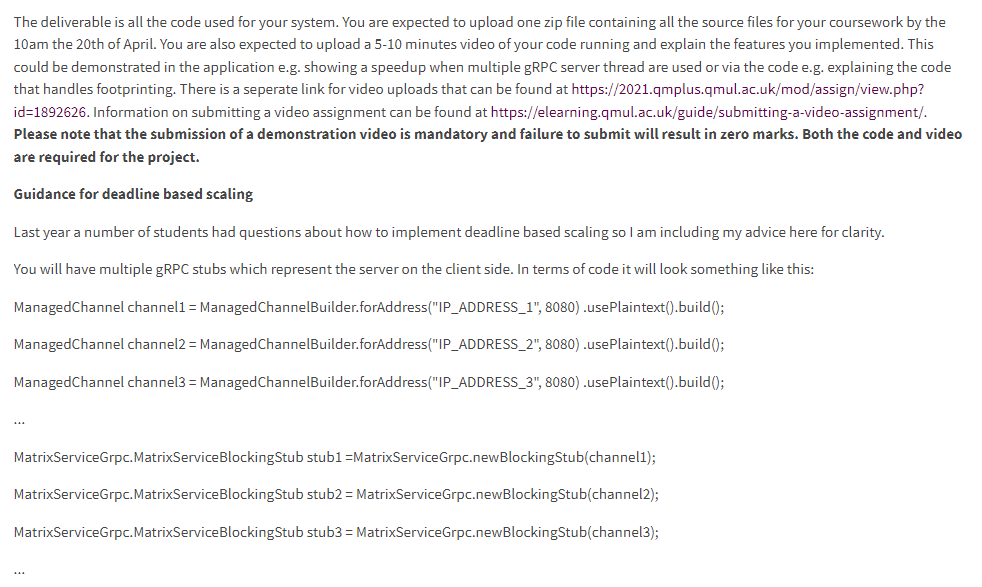 The deliverable is all the code used for your system. You are expected to upload one zip file containing all the source files for your coursework by the
10am the 20th of April. You are also expected to upload a 5-10 minutes video of your code running and explain the features you implemented. This
could be demonstrated in the application e.g. showing a speedup when multiple gRPC server thread are used or via the code e.g. explaining the code
that handles footprinting. There is a seperate link for video uploads that can be found at https://2021.qmplus.qmul.ac.uk/mod/assign/view.php?
id=1892626. Information on submitting a video assignment can be found at https://elearning.qmul.ac.uk/guide/submitting-a-video-assignment/.
Please note that the submission of a demonstration video is mandatory and failure to submit will result in zero marks. Both the code and video
are required for the project.
Guidance for deadline based scaling
Last year a number of students had questions about how to implement deadline based scaling so I am including my advice here for clarity.
You will have multiple gRPC stubs which represent the server on the client side. In terms of code it will look something like this:
ManagedChannel channel1 = ManagedChannelBuilder.forAddress("IP_ADDRESS_1", 8080) .usePlaintext().build();
ManagedChannel channel2 = ManagedChannelBuilder.forAddress("IP_ADDRESS_2", 8080) .usePlaintext().build();
ManagedChannel channel3 = ManagedChannelBuilder.forAddress("IP_ADDRESS_3", 8080) .usePlaintext().build();
...
MatrixServiceGrpc.MatrixServiceBlockingStub stub1 =MatrixServiceGrpc.newBlockingStub(channel1);
MatrixServiceGrpc.MatrixServiceBlockingStub stub2 = MatrixServiceGrpc.newBlockingStub(channel2);
MatrixServiceGrpc.MatrixServiceBlockingStub stub3 = MatrixServiceGrpc.newBlockingStub(channel3);
...